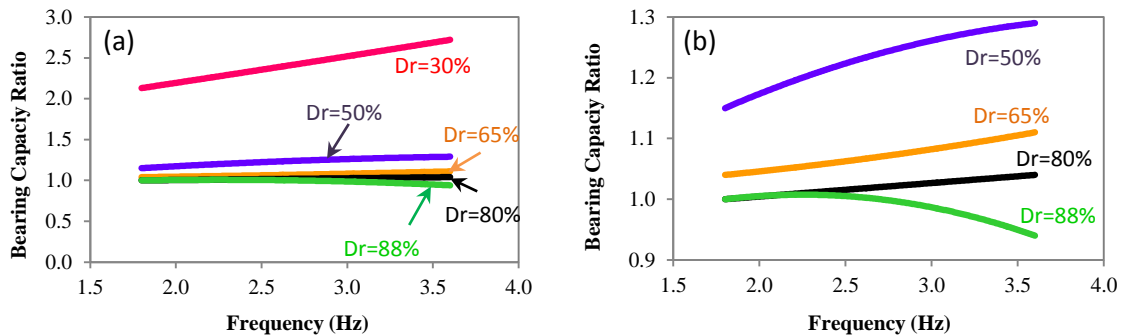 (a)
Bearing Capaciy Ratio
3.0
2.5
2.0
1.5
1.0
0.5
0.0
Dr=30%
Dr=50%
Dr=65%
Dr=80%
Dr=88%
1.5 2.0 2.5 3.0 3.5 4.0
Frequency (Hz)
(b)
Bearing Capaciy Ratio
1.3
1.2
1.1
1.0
0.9
Dr=50%
Dr=65%
Dr=80%
Dr=88%
1.5 2.0 2.5 3.0 3.5 4.0
Frequency (Hz)